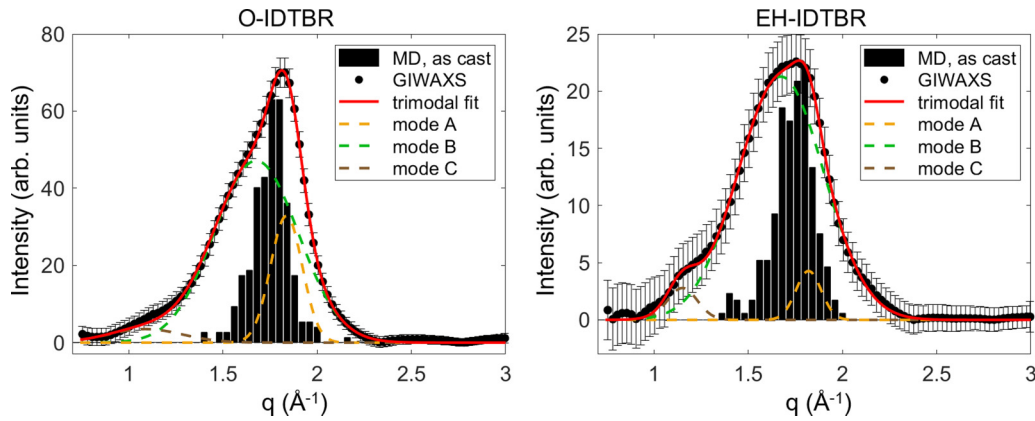 O-IDTBR
Intensity (arb. units)
80
60
40
20
0
1
1.5
2
2.5
3
q (Å⁻¹)
MD, as cast
GIWAXS
trimodal fit
mode A
mode B
mode C
EH-IDTBR
Intensity (arb. units)
25
20
15
10
5
0
1
1.5
2
2.5
3
q (Å⁻¹)
MD, as cast
GIWAXS
trimodal fit
mode A
mode B
mode C